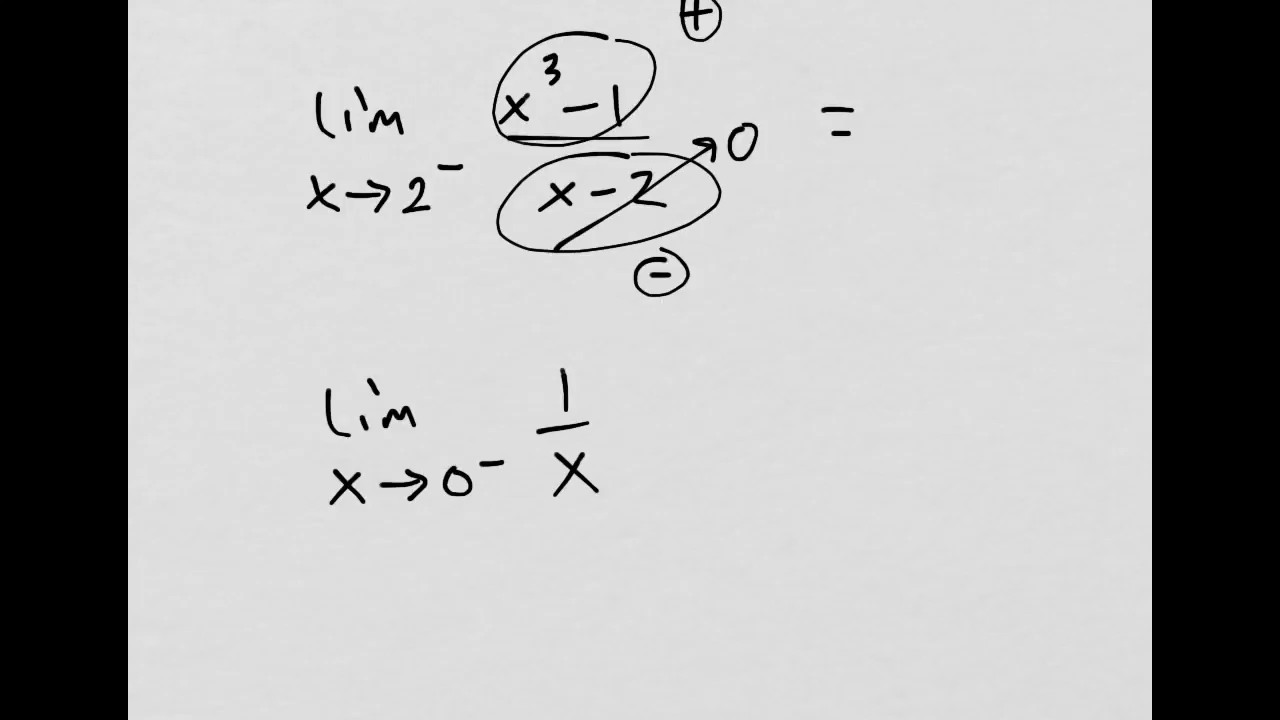 +
lim x³ − 1 =
x→2⁻ x − 2 → 0
−
lim 1
x→0⁻ x